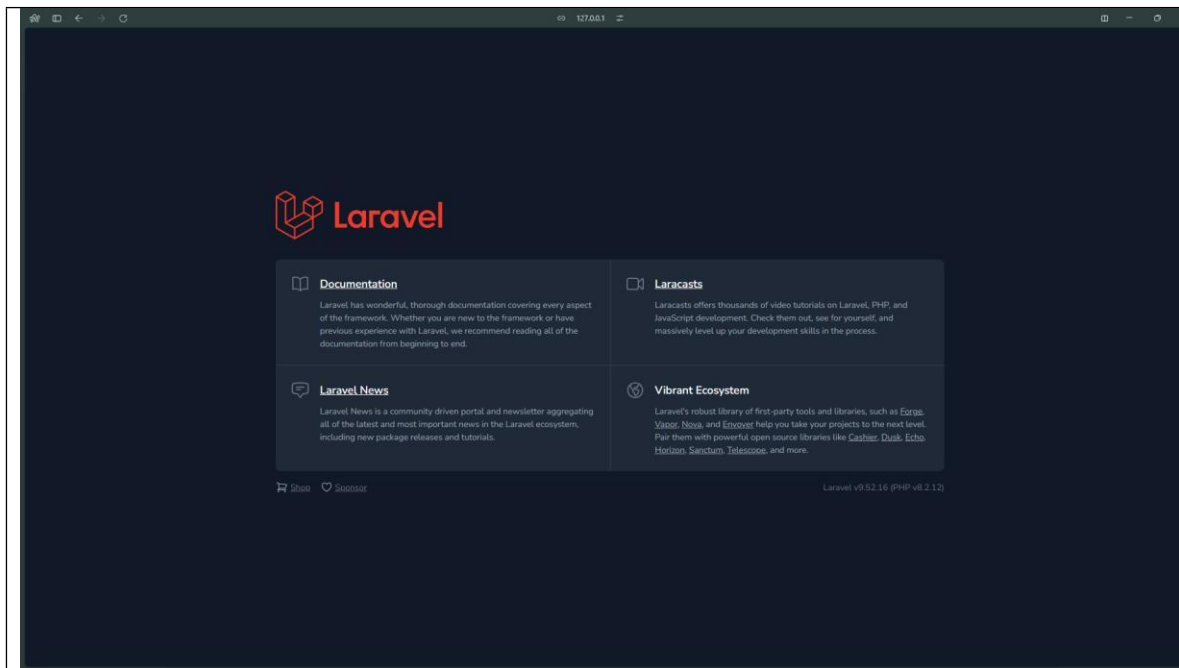 127.0.0.1
Laravel
Documentation
Laravel has wonderful, thorough documentation covering every aspect
of the framework. Whether you are new to the framework or have
previous experience with Laravel, we recommend reading all of the
documentation from beginning to end.
Laracasts
Laracasts offers thousands of video tutorials on Laravel, PHP, and
JavaScript development. Check them out, see for yourself, and
massively level up your development skills in the process.
Laravel News
Laravel News is a community driven portal and newsletter aggregating
all of the latest and most important news in the Laravel ecosystem,
including new package releases and tutorials.
Vibrant Ecosystem
Laravel's robust library of first-party tools and libraries, such as Forge,
Vapor, Nova, and Envoyer help you take your projects to the next level.
Pair them with powerful open source libraries like Cashier, Dusk, Echo,
Horizon, Sanctum, Telescope, and more.
Shop Sponsor
Laravel v9.52.16 (PHP v8.2.12)